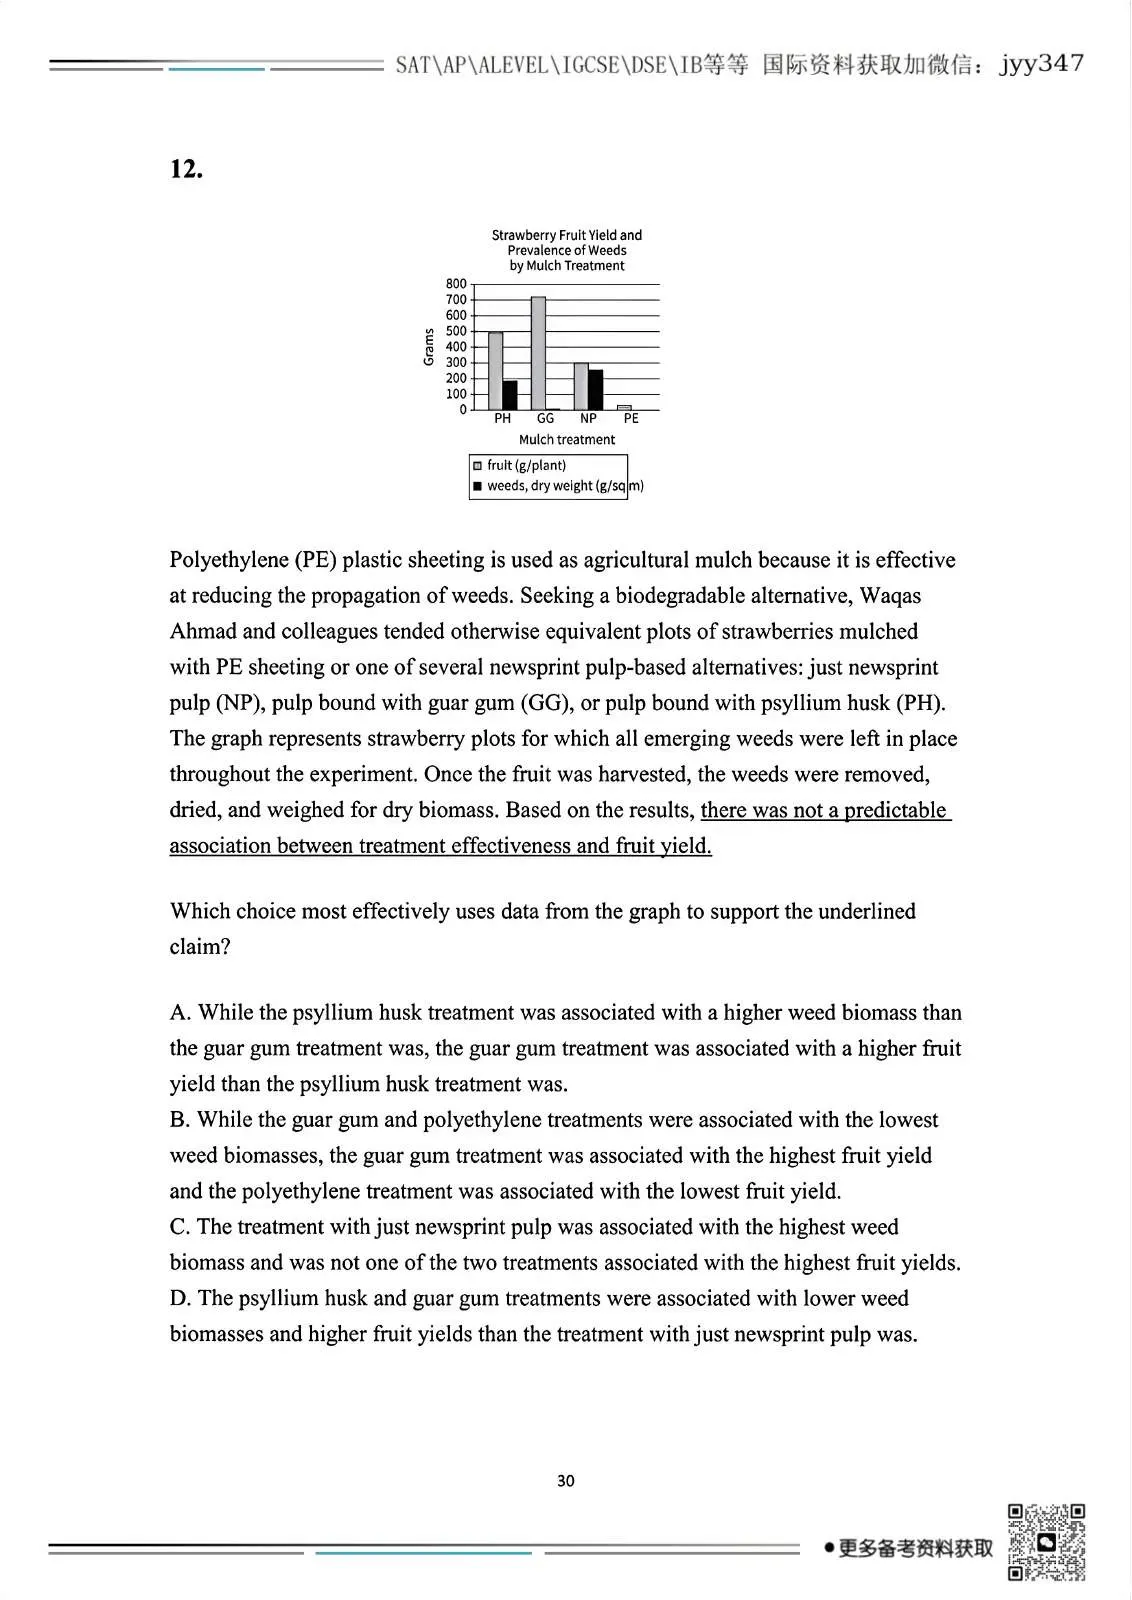 SAT\AP\ALEVEL\IGCSE\DSE\IB等等 国际资料获取加微信：jyy347
12.
Strawberry Fruit Yield and
Prevalence of Weeds
by Mulch Treatment
800
700
600
500
400
300
200
100
0
Grams
PH GG NP PE
Mulch treatment
fruit (g/plant)
weeds, dry weight (g/sq m)
Polyethylene (PE) plastic sheeting is used as agricultural mulch because it is effective
at reducing the propagation of weeds. Seeking a biodegradable alternative, Waqas
Ahmad and colleagues tended otherwise equivalent plots of strawberries mulched
with PE sheeting or one of several newsprint pulp-based alternatives: just newsprint
pulp (NP), pulp bound with guar gum (GG), or pulp bound with psyllium husk (PH).
The graph represents strawberry plots for which all emerging weeds were left in place
throughout the experiment. Once the fruit was harvested, the weeds were removed,
dried, and weighed for dry biomass. Based on the results, there was not a predictable
association between treatment effectiveness and fruit yield.
Which choice most effectively uses data from the graph to support the underlined
claim?
A. While the psyllium husk treatment was associated with a higher weed biomass than
the guar gum treatment was, the guar gum treatment was associated with a higher fruit
yield than the psyllium husk treatment was.
B. While the guar gum and polyethylene treatments were associated with the lowest
weed biomasses, the guar gum treatment was associated with the highest fruit yield
and the polyethylene treatment was associated with the lowest fruit yield.
C. The treatment with just newsprint pulp was associated with the highest weed
biomass and was not one of the two treatments associated with the highest fruit yields.
D. The psyllium husk and guar gum treatments were associated with lower weed
biomasses and higher fruit yields than the treatment with just newsprint pulp was.
30
●更多备考资料获取